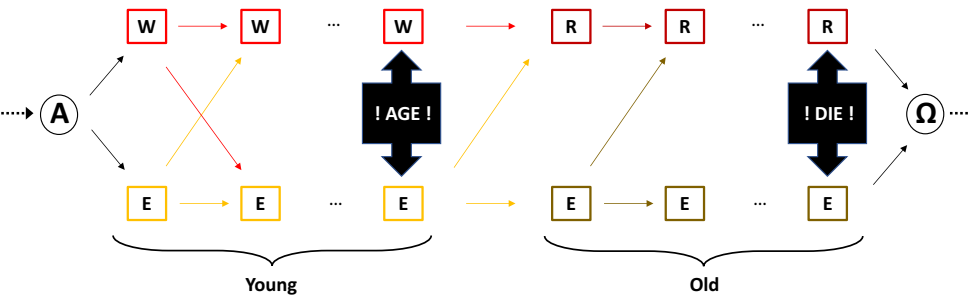 W W ... W R R ... R
A ! AGE ! ! DIE ! Ω
E E ... E E E ... E
Young Old